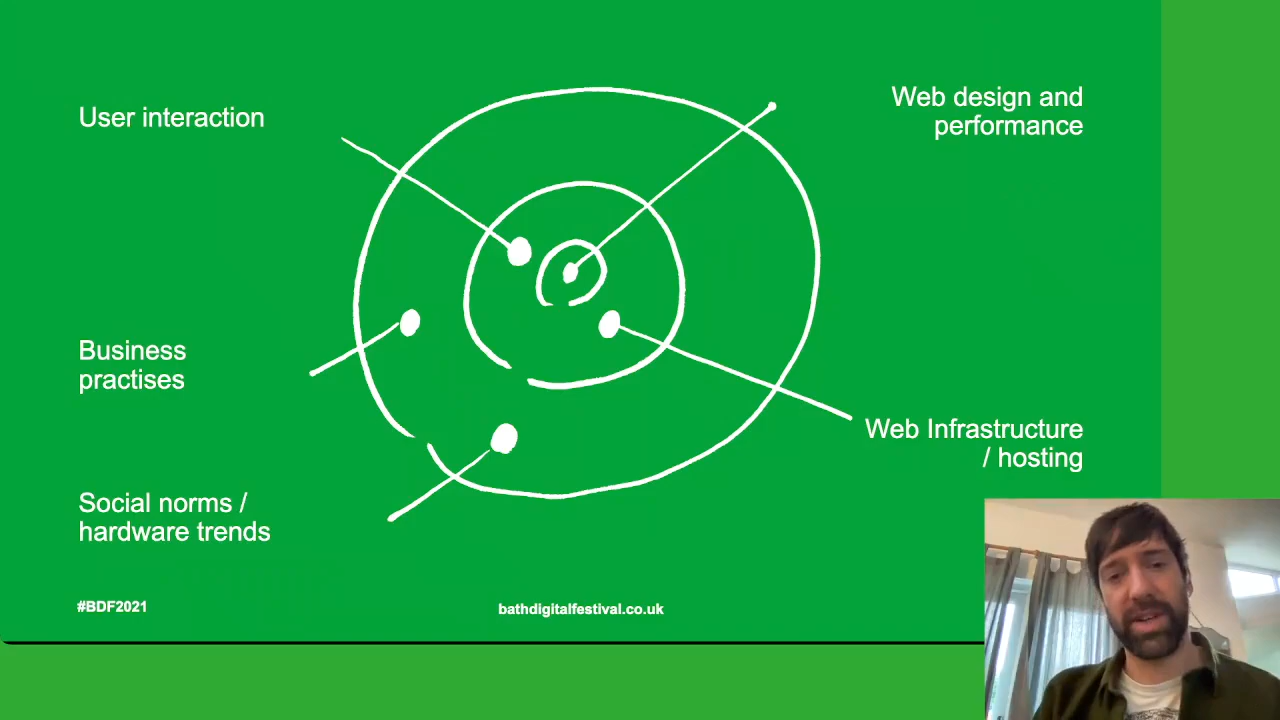 User interaction
Web design and
performance
Business
practises
Web Infrastructure
/ hosting
Social norms /
hardware trends
#BDF2021
bathdigitalfestival.co.uk